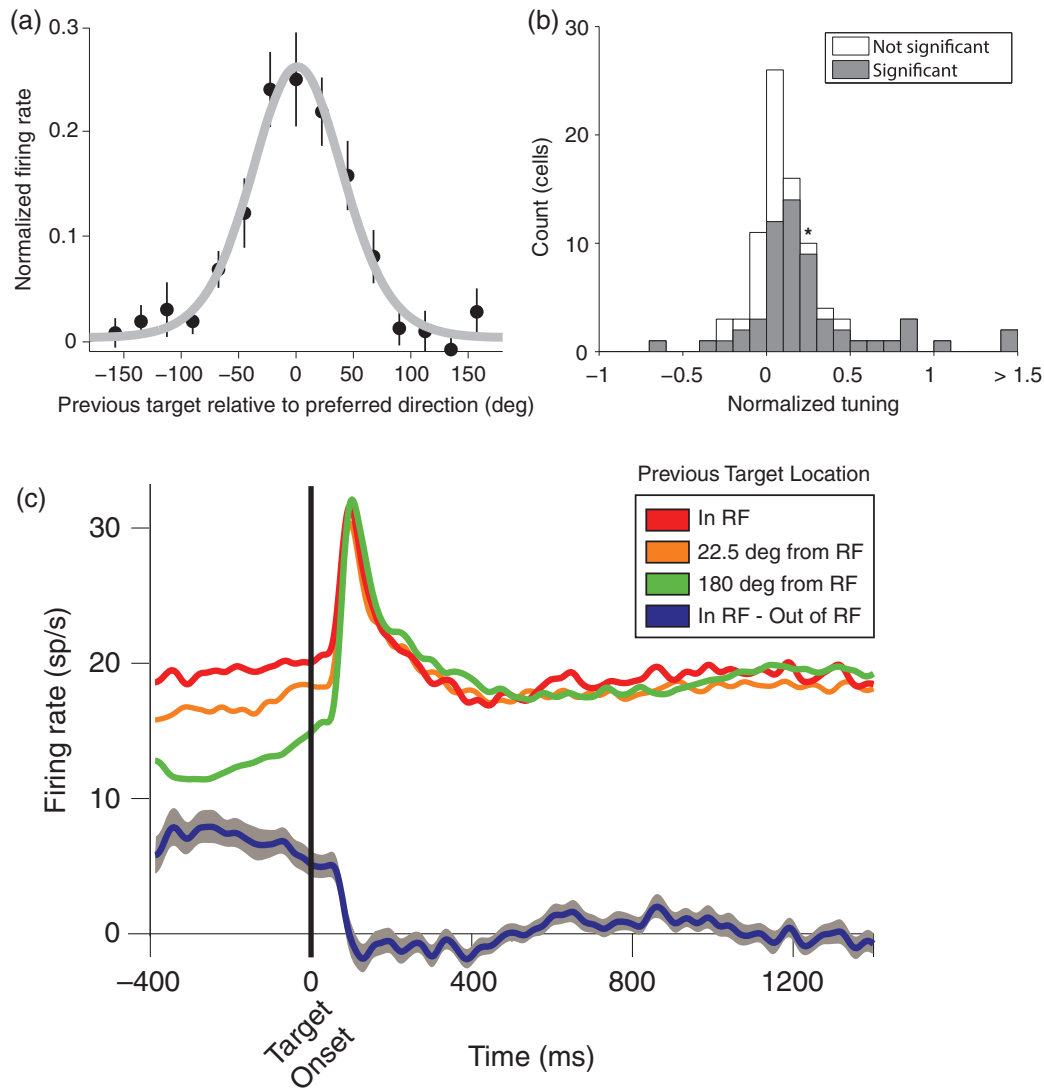 (a)
0.3
0.2
0.1
0
Normalized firing rate
−150
−100
−50
0
50
100
150
Previous target relative to preferred direction (deg)
(b)
Not significant
Significant
30
20
10
0
Count (cells)
*
−1
−0.5
0
0.5
1
> 1.5
Normalized tuning
(c)
Previous Target Location
In RF
22.5 deg from RF
180 deg from RF
In RF - Out of RF
30
20
10
0
Firing rate (sp/s)
−400
0
400
800
1200
Target
Onset
Time (ms)